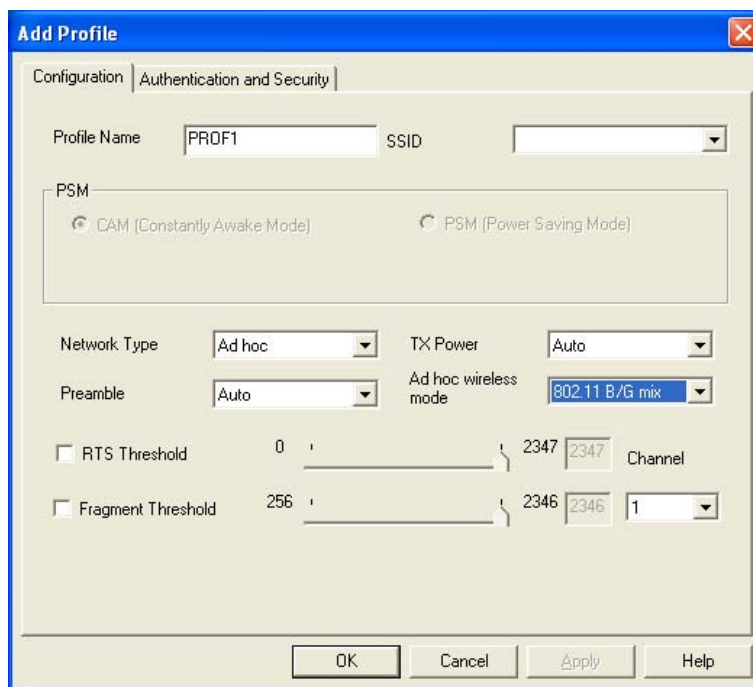 Add Profile
Configuration
Authentication and Security
Profile Name
PROF1
SSID
PSM
CAM (Constantly Awake Mode)
PSM (Power Saving Mode)
Network Type
Ad hoc
TX Power
Auto
Preamble
Auto
Ad hoc wireless
mode
802.11 B/G mix
RTS Threshold
0
2347
2347
Channel
Fragment Threshold
256
2346
2346
1
OK
Cancel
Apply
Help